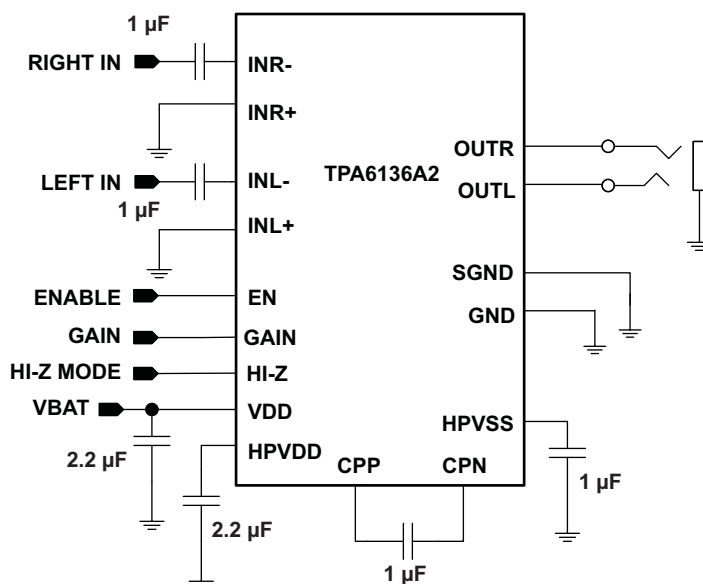 1 µF
RIGHT IN
INR-
INR+
LEFT IN
INL-
1 µF
INL+
TPA6136A2
OUTR
OUTL
SGND
GND
ENABLE
EN
GAIN
GAIN
HI-Z MODE
HI-Z
VBAT
VDD
HPVSS
2.2 µF
HPVDD
CPP
CPN
1 µF
2.2 µF
1 µF